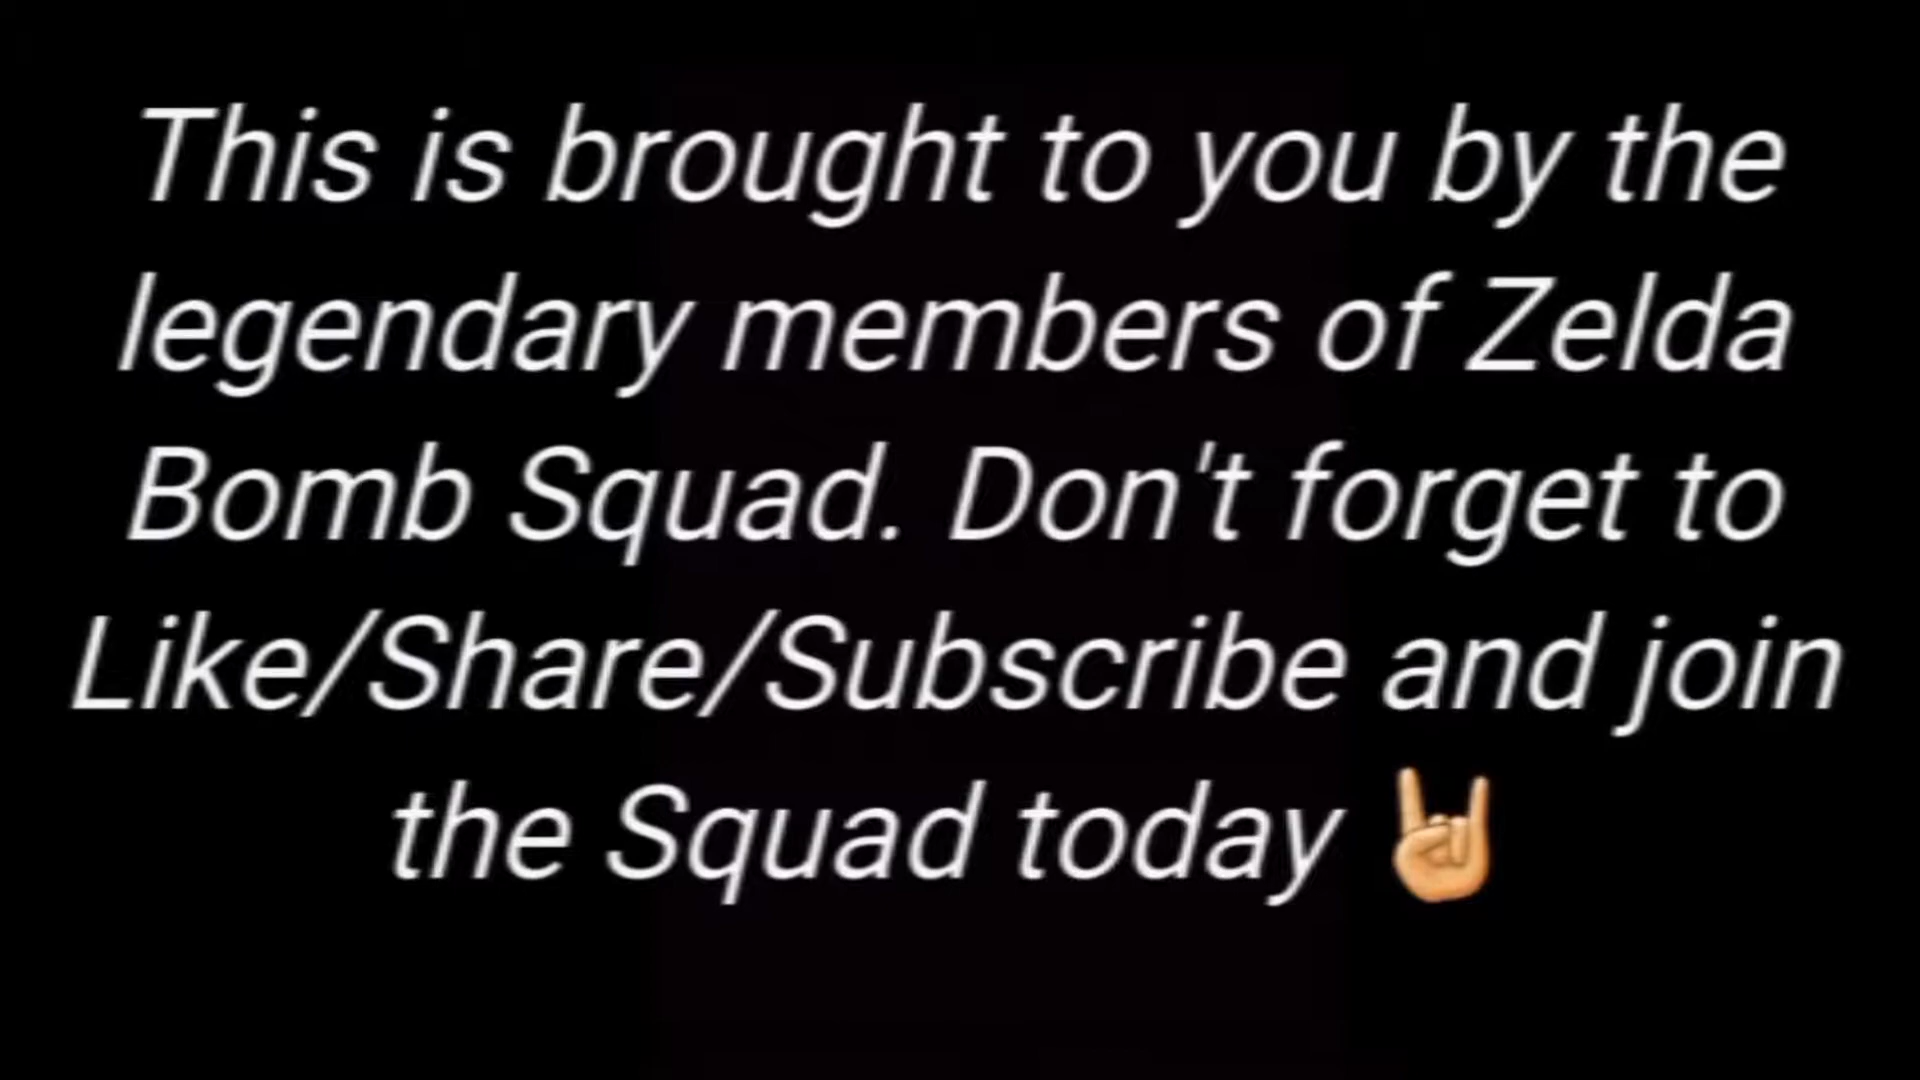 This is brought to you by the
legendary members of Zelda
Bomb Squad. Don't forget to
Like/Share/Subscribe and join
the Squad today 🤘🏼